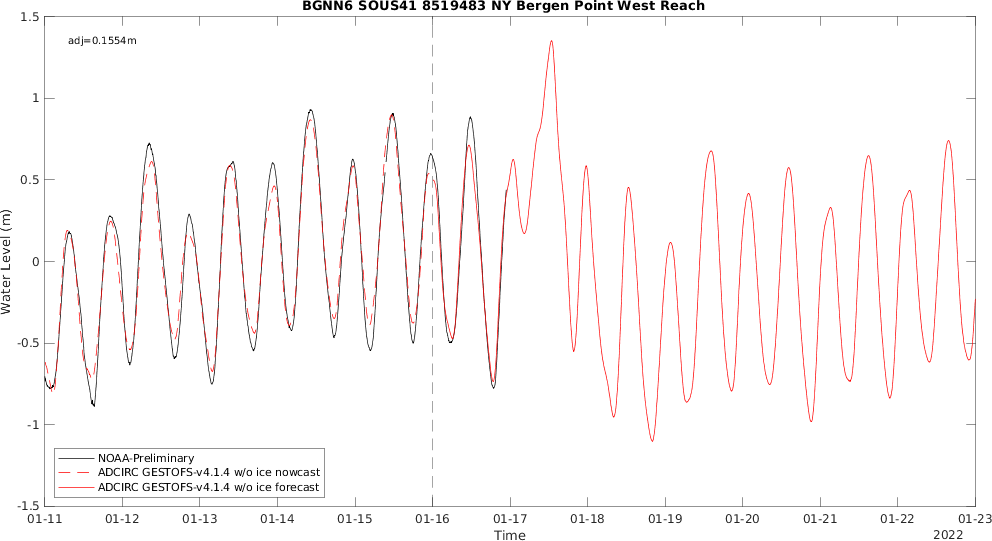 BGNN6 SOUS41 8519483 NY Bergen Point West Reach
adj=0.1554m
1.5
1
0.5
0
-0.5
-1
-1.5
Water Level (m)
NOAA-Preliminary
ADCIRC GESTOFS-v4.1.4 w/o ice nowcast
ADCIRC GESTOFS-v4.1.4 w/o ice forecast
01-11 01-12 01-13 01-14 01-15 01-16 01-17 01-18 01-19 01-20 01-21 01-22 01-23
Time
2022